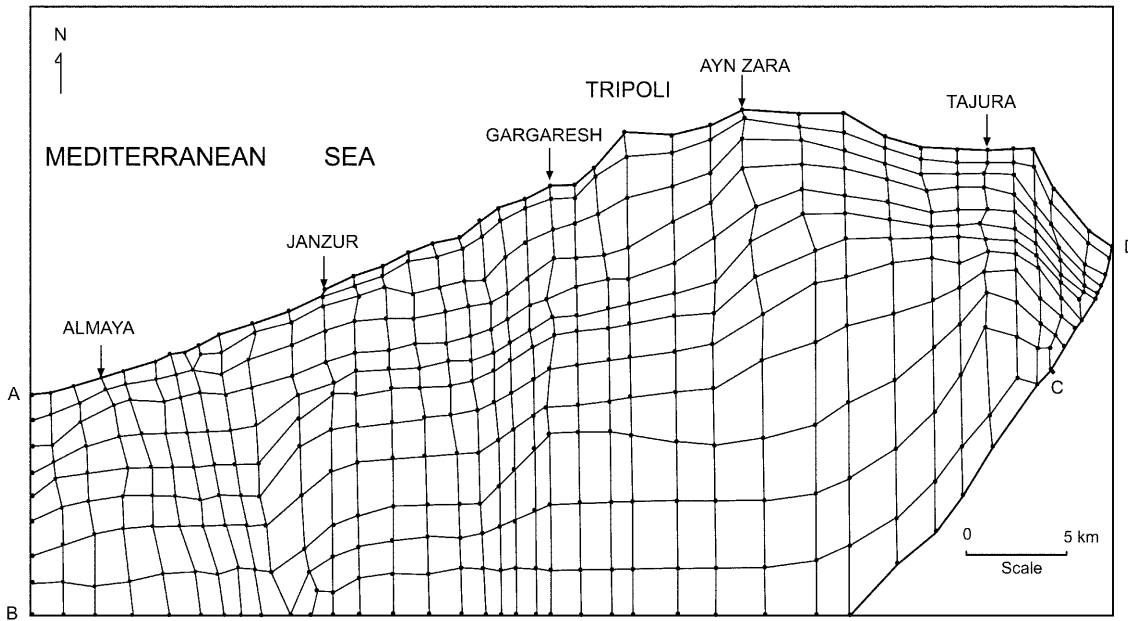 N
AYN ZARA
TRIPOLI
TAJURA
GARGARESH
MEDITERRANEAN SEA
JANZUR
D
ALMAYA
A
C
0 5 km
Scale
B